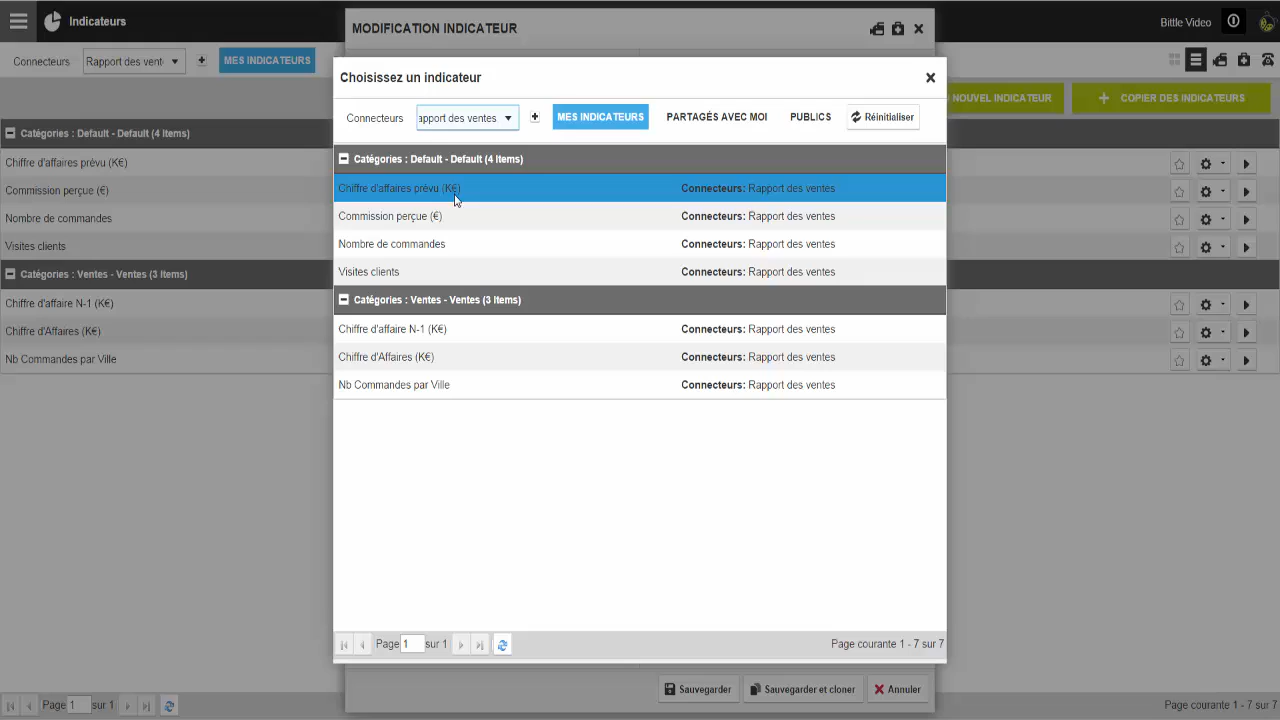 Indicateurs
MODIFICATION INDICATEUR
Bittle Video
Connecteurs Rapport des vent MES INDICATEURS
NOUVEL INDICATEUR
COPIER DES INDICATEURS
Catégories : Default - Default (4 Items)
Chiffre d'affaires prévu (K€)
Commission perçue (€)
Nombre de commandes
Visites clients
Catégories : Ventes - Ventes (3 Items)
Chiffre d'affaire N-1 (K€)
Chiffre d'Affaires (K€)
Nb Commandes par Ville
Choisissez un indicateur
Connecteurs apport des ventes MES INDICATEURS PARTAGÉS AVEC MOI PUBLICS Réinitialiser
Catégories : Default - Default (4 Items)
Chiffre d'affaires prévu (K€) Connecteurs: Rapport des ventes
Commission perçue (€) Connecteurs: Rapport des ventes
Nombre de commandes Connecteurs: Rapport des ventes
Visites clients Connecteurs: Rapport des ventes
Catégories : Ventes - Ventes (3 Items)
Chiffre d'affaire N-1 (K€) Connecteurs: Rapport des ventes
Chiffre d'Affaires (K€) Connecteurs: Rapport des ventes
Nb Commandes par Ville Connecteurs: Rapport des ventes
Page 1 sur 1
Page courante 1 - 7 sur 7
Sauvegarder Sauvegarder et cloner Annuler
Page 1 sur 1
Page courante 1 - 7 sur 7